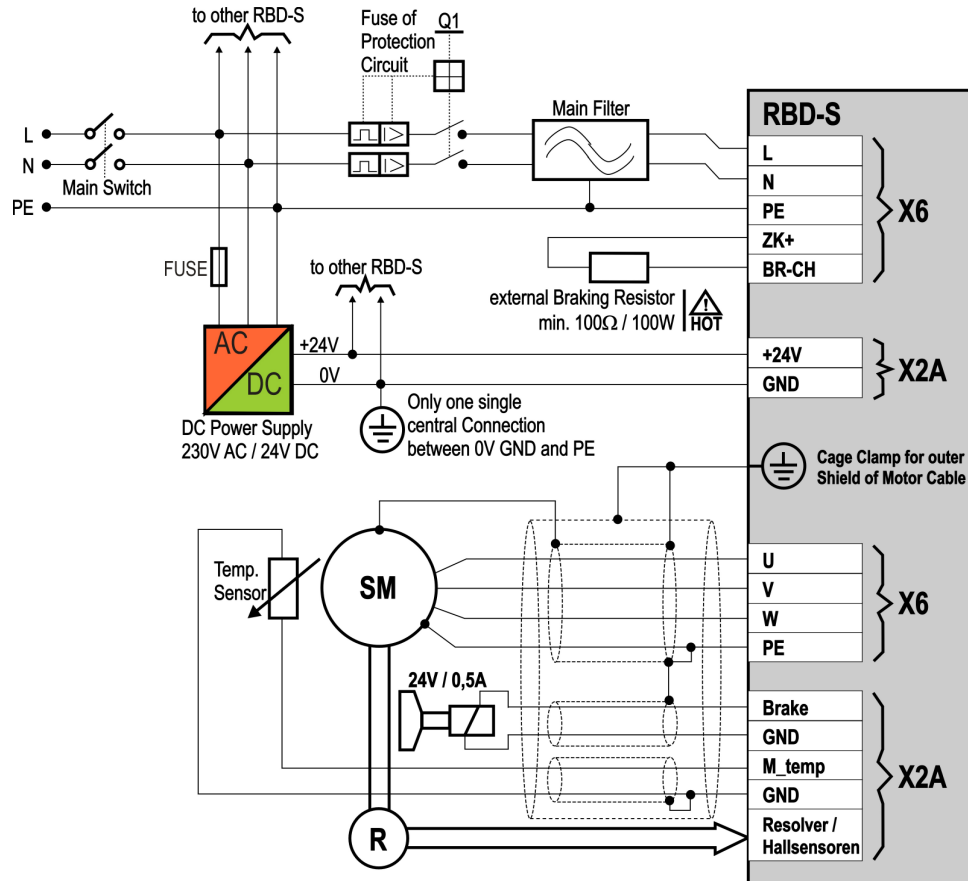 to other RBD-S
Fuse of
Protection
Circuit
Q1
Main Filter
RBD-S
L
N
Main Switch
PE
L
N
PE
ZK+
BR-CH
X6
FUSE
to other RBD-S
external Braking Resistor
min. 100Ω / 100W
HOT
AC
DC
+24V
0V
+24V
GND
X2A
DC Power Supply
230V AC / 24V DC
Only one single
central Connection
between 0V GND and PE
Cage Clamp for outer
Shield of Motor Cable
Temp.
Sensor
SM
U
V
W
PE
X6
24V / 0,5A
Brake
GND
M_temp
GND
Resolver /
Hallsensoren
X2A
R